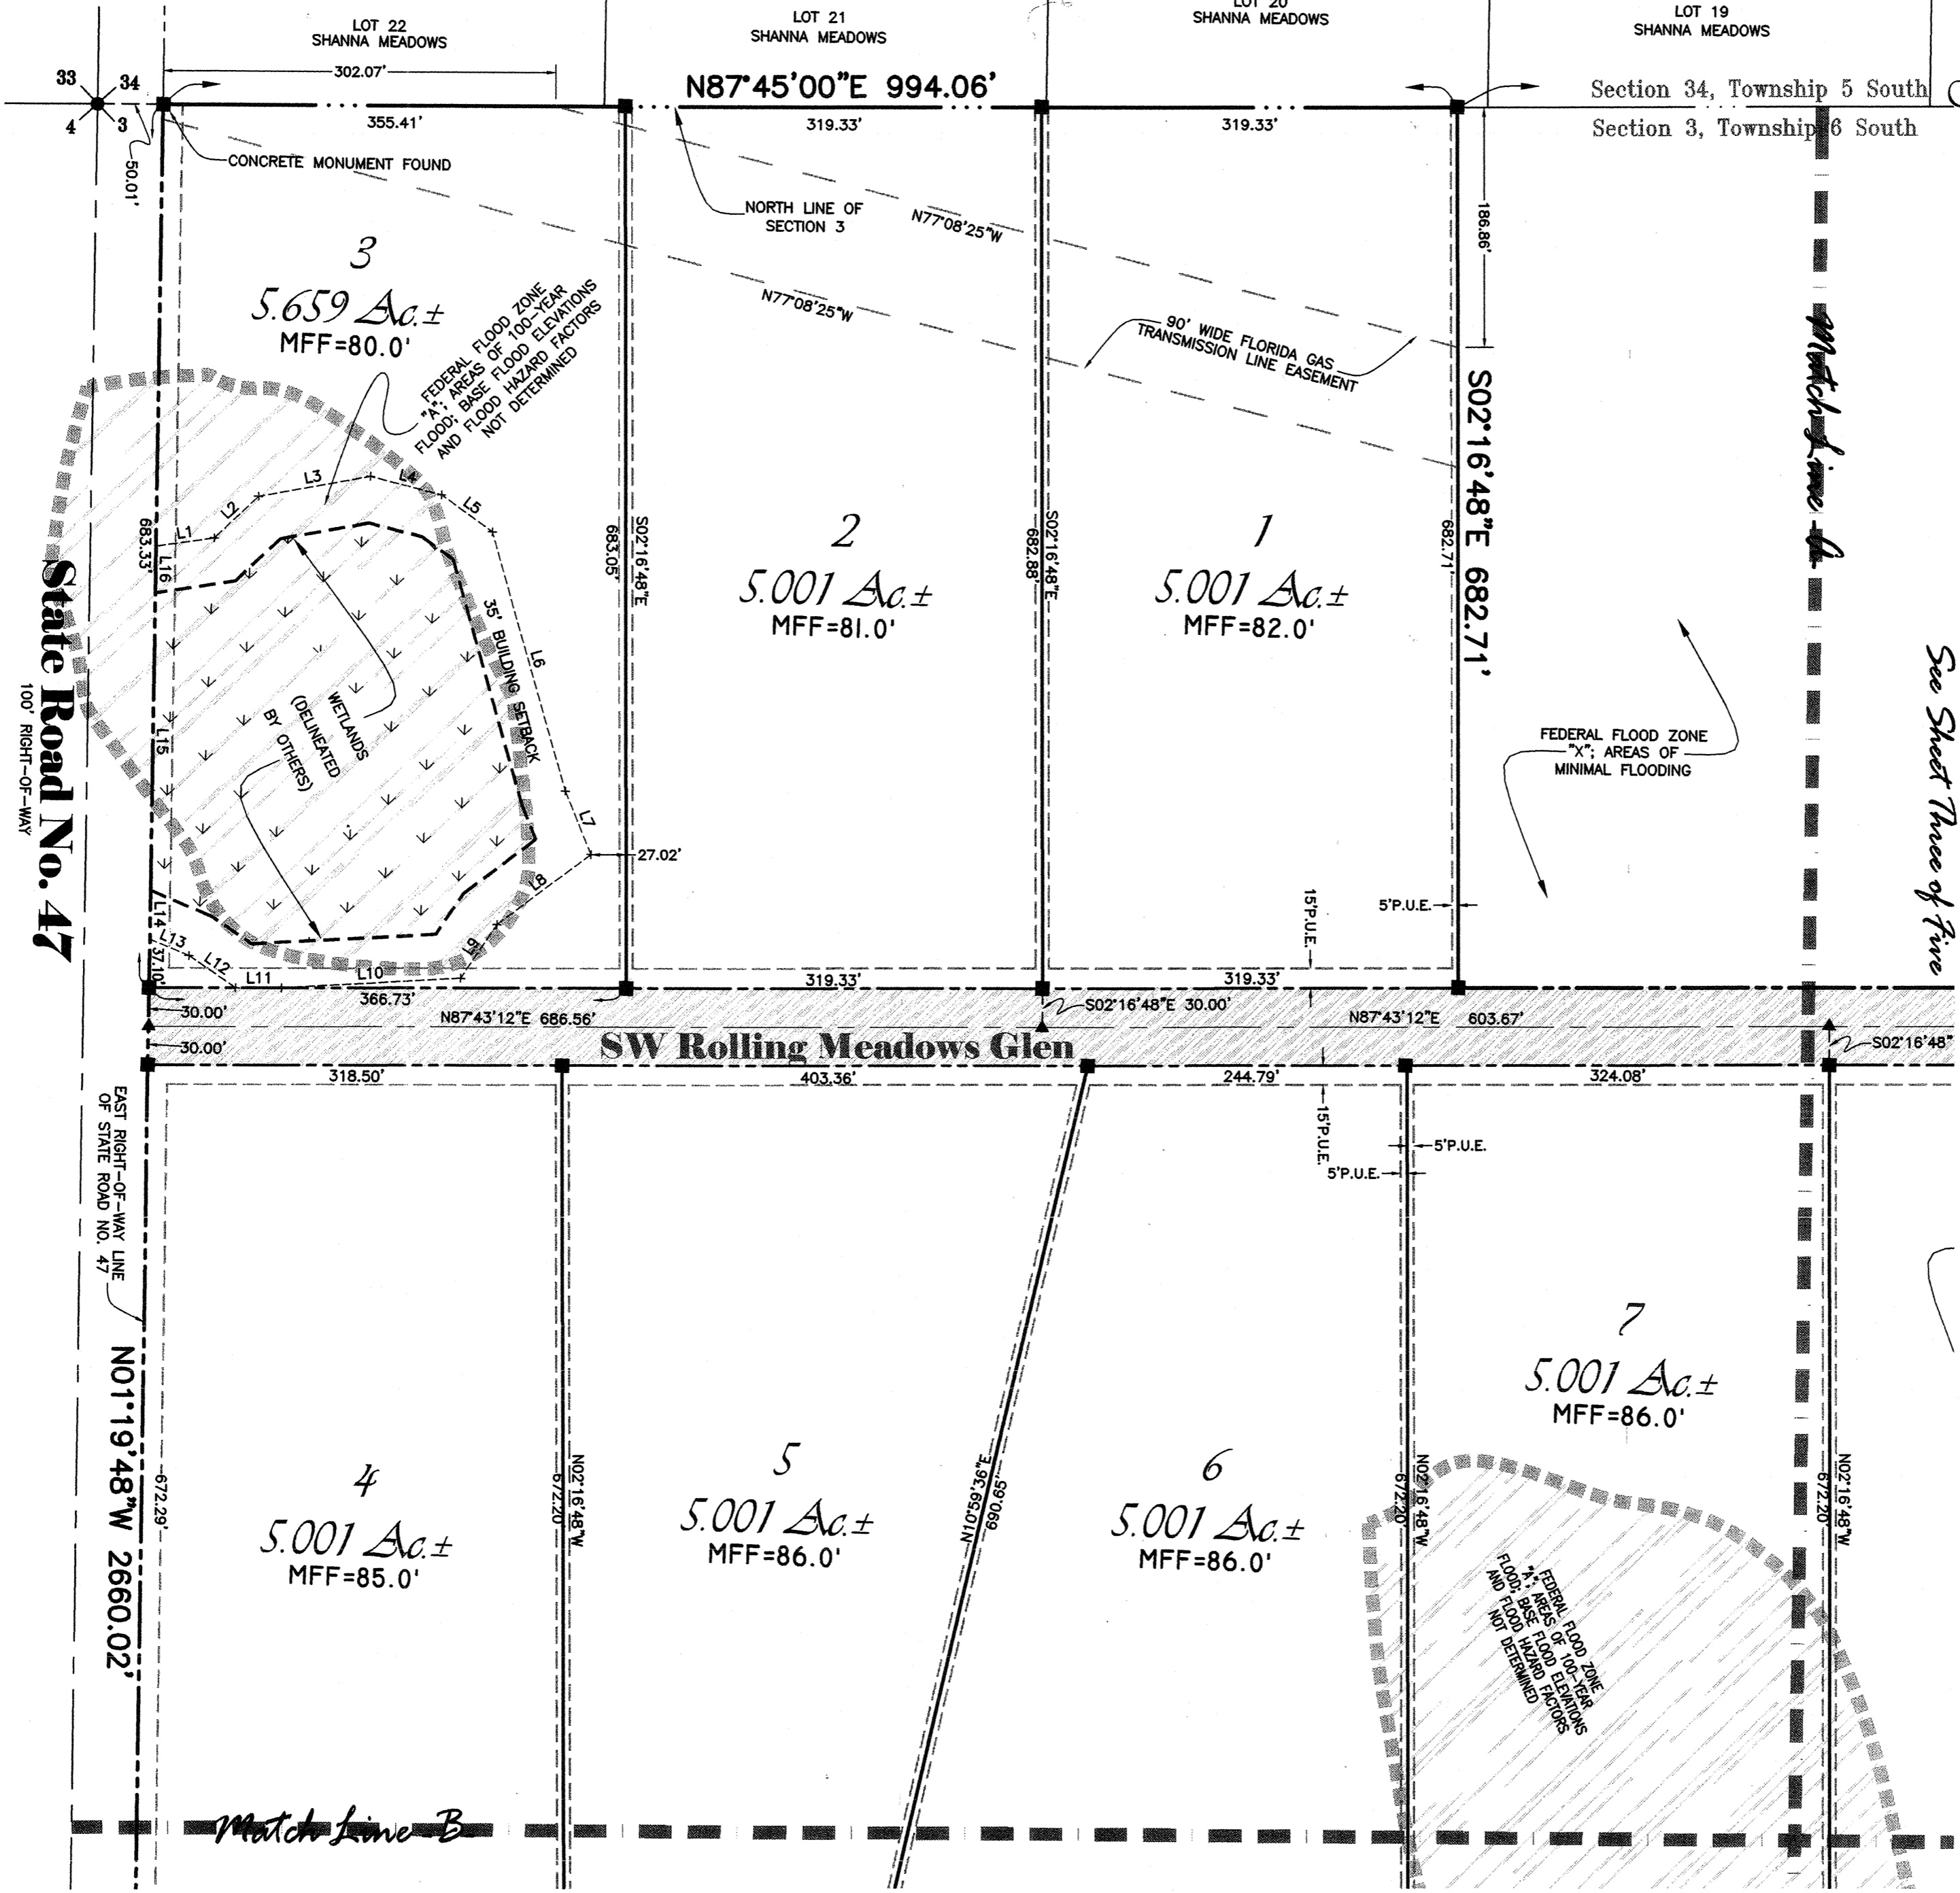 LOT 22
SHANNA MEADOWS
LOT 21
SHANNA MEADOWS
LOT 20
SHANNA MEADOWS
LOT 19
SHANNA MEADOWS
302.07'
N87°45'00"E 994.06'
33
34
4
3
Section 34, Township 5 South
Section 3, Township 6 South
355.41'
319.33'
319.33'
50.01'
CONCRETE MONUMENT FOUND
NORTH LINE OF
SECTION 3
N77°08'25"W
N77°08'25"W
186.86'
90' WIDE FLORIDA GAS
TRANSMISSION LINE EASEMENT
3
5.659 Ac.±
MFF=80.0'
FEDERAL FLOOD ZONE
"A"; AREAS OF 100-YEAR
FLOOD; BASE FLOOD ELEVATIONS
AND FLOOD HAZARD FACTORS
NOT DETERMINED
S02°16'48"E 682.71'
Match Line A
See Sheet Three of Five
L1
L2
L3
L4
L5
L6
L7
L8
L9
L10
L11
L12
L13
L14
L15
L16
683.33'
683.05'
S02°16'48"E
682.88'
S02°16'48"E
682.71'
2
5.001 Ac.±
MFF=81.0'
1
5.001 Ac.±
MFF=82.0'
State Road No. 47
100' RIGHT-OF-WAY
35' BUILDING SETBACK
WETLANDS
(DELINEATED
BY OTHERS)
FEDERAL FLOOD ZONE
"X"; AREAS OF
MINIMAL FLOODING
27.02'
15'P.U.E.
5'P.U.E.
37.10'
366.73'
319.33'
319.33'
30.00'
N87°43'12"E 686.56'
S02°16'48"E 30.00'
N87°43'12"E 603.67'
SW Rolling Meadows Glen
30.00'
S02°16'48"
318.50'
403.36'
244.79'
324.08'
EAST RIGHT-OF-WAY LINE
OF STATE ROAD NO. 47
15'P.U.E.
5'P.U.E.
5'P.U.E.
N01°19'48"W 2660.02'
672.29'
4
5.001 Ac.±
MFF=85.0'
672.20'
N02°16'48"W
5
5.001 Ac.±
MFF=86.0'
N10°59'36"E
690.65'
6
5.001 Ac.±
MFF=86.0'
672.20'
N02°16'48"W
7
5.001 Ac.±
MFF=86.0'
672.20'
N02°16'48"W
FEDERAL FLOOD ZONE
"A"; AREAS OF 100-YEAR
FLOOD; BASE FLOOD ELEVATIONS
AND FLOOD HAZARD FACTORS
NOT DETERMINED
Match Line B